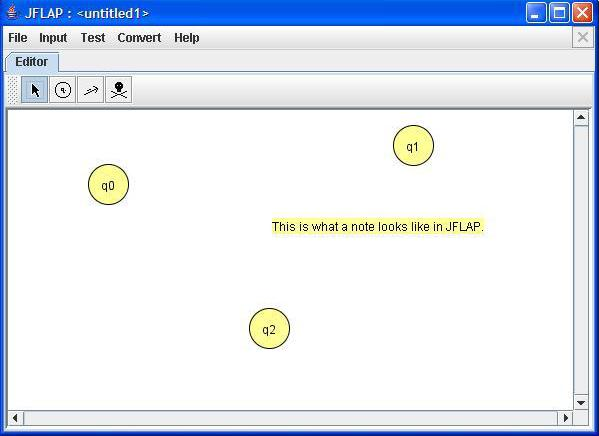 JFLAP : <untitled1>
File Input Test Convert Help
Editor
q1
q0
This is what a note looks like in JFLAP.
q2